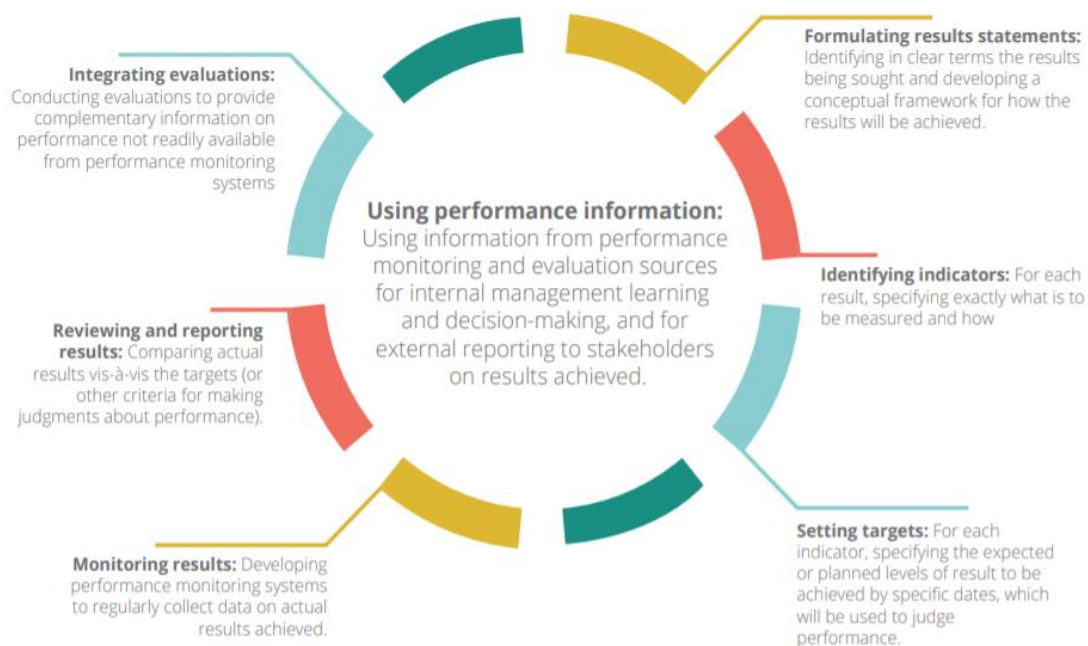 Formulating results statements:
Identifying in clear terms the results
being sought and developing a
conceptual framework for how the
results will be achieved.
Identifying indicators: For each
result, specifying exactly what is to
be measured and how
Setting targets: For each
indicator, specifying the expected
or planned levels of result to be
achieved by specific dates, which
will be used to judge
performance.
Monitoring results: Developing
performance monitoring systems
to regularly collect data on actual
results achieved.
Reviewing and reporting
results: Comparing actual
results vis-à-vis the targets (or
other criteria for making
judgments about performance).
Integrating evaluations:
Conducting evaluations to provide
complementary information on
performance not readily available
from performance monitoring
systems
Using performance information:
Using information from performance
monitoring and evaluation sources
for internal management learning
and decision-making, and for
external reporting to stakeholders
on results achieved.